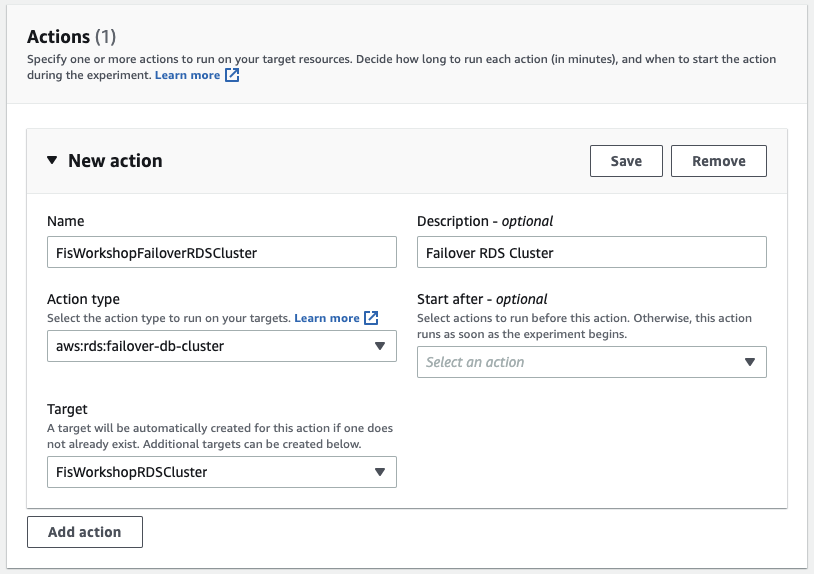 Actions (1)
Specify one or more actions to run on your target resources. Decide how long to run each action (in minutes), and when to start the action
during the experiment. Learn more
New action
Save
Remove
Name
FisWorkshopFailoverRDSCluster
Description - optional
Failover RDS Cluster
Action type
Select the action type to run on your targets. Learn more
aws:rds:failover-db-cluster
Start after - optional
Select actions to run before this action. Otherwise, this action
runs as soon as the experiment begins.
Select an action
Target
A target will be automatically created for this action if one does
not already exist. Additional targets can be created below.
FisWorkshopRDSCluster
Add action